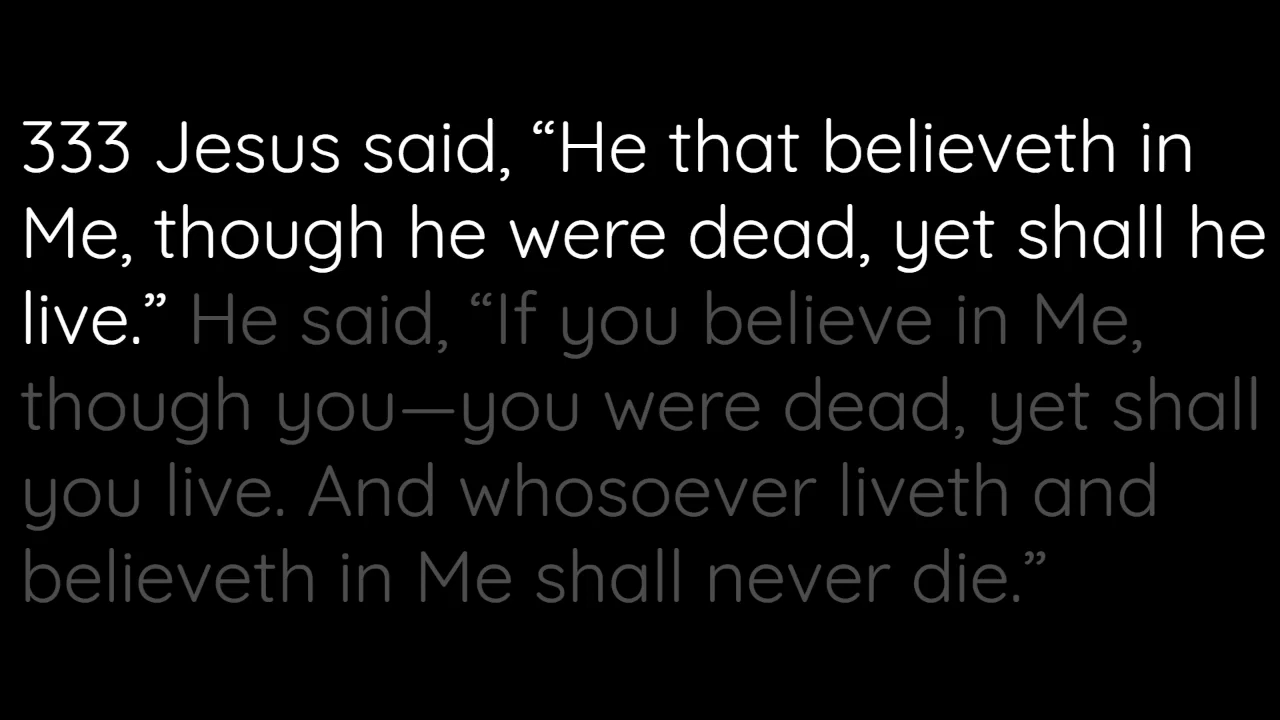 333 Jesus said, “He that believeth in
Me, though he were dead, yet shall he
live.” He said, “If you believe in Me,
though you—you were dead, yet shall
you live. And whosoever liveth and
believeth in Me shall never die.”